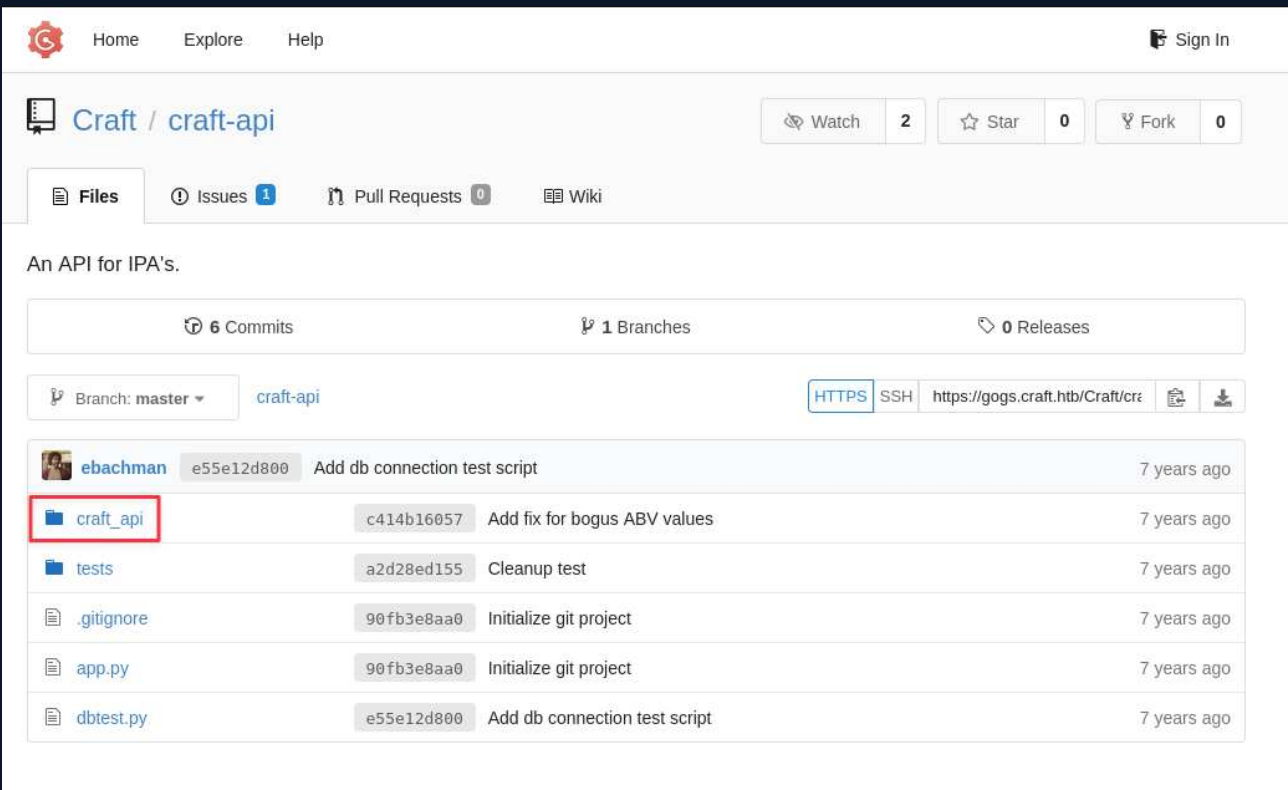 Home Explore Help Sign In
Craft / craft-api Watch 2 Star 0 Fork 0
Files Issues 1 Pull Requests 0 Wiki
An API for IPA's.
6 Commits 1 Branches 0 Releases
Branch: master craft-api HTTPS SSH https://gogs.craft.htb/Craft/cra
ebachman e55e12d800 Add db connection test script 7 years ago
craft_api c414b16057 Add fix for bogus ABV values 7 years ago
tests a2d28ed155 Cleanup test 7 years ago
.gitignore 90fb3e8aa0 Initialize git project 7 years ago
app.py 90fb3e8aa0 Initialize git project 7 years ago
dbtest.py e55e12d800 Add db connection test script 7 years ago